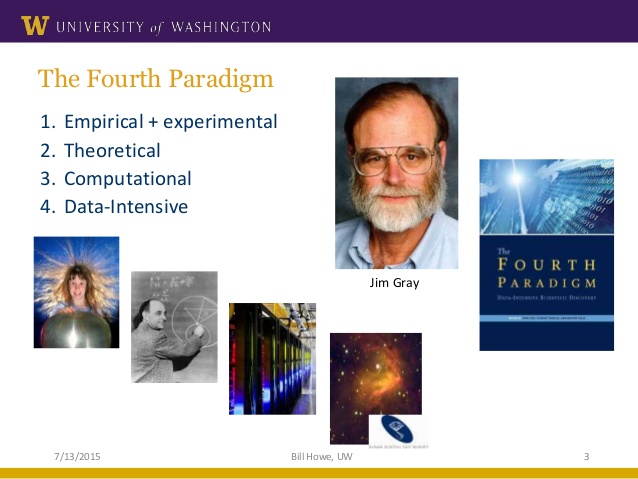 W UNIVERSITY of WASHINGTON
The Fourth Paradigm
1. Empirical + experimental
2. Theoretical
3. Computational
4. Data-Intensive
Jim Gray
The
FOURTH
PARADIGM
DATA-INTENSIVE SCIENTIFIC DISCOVERY
7/13/2015
Bill Howe, UW
3